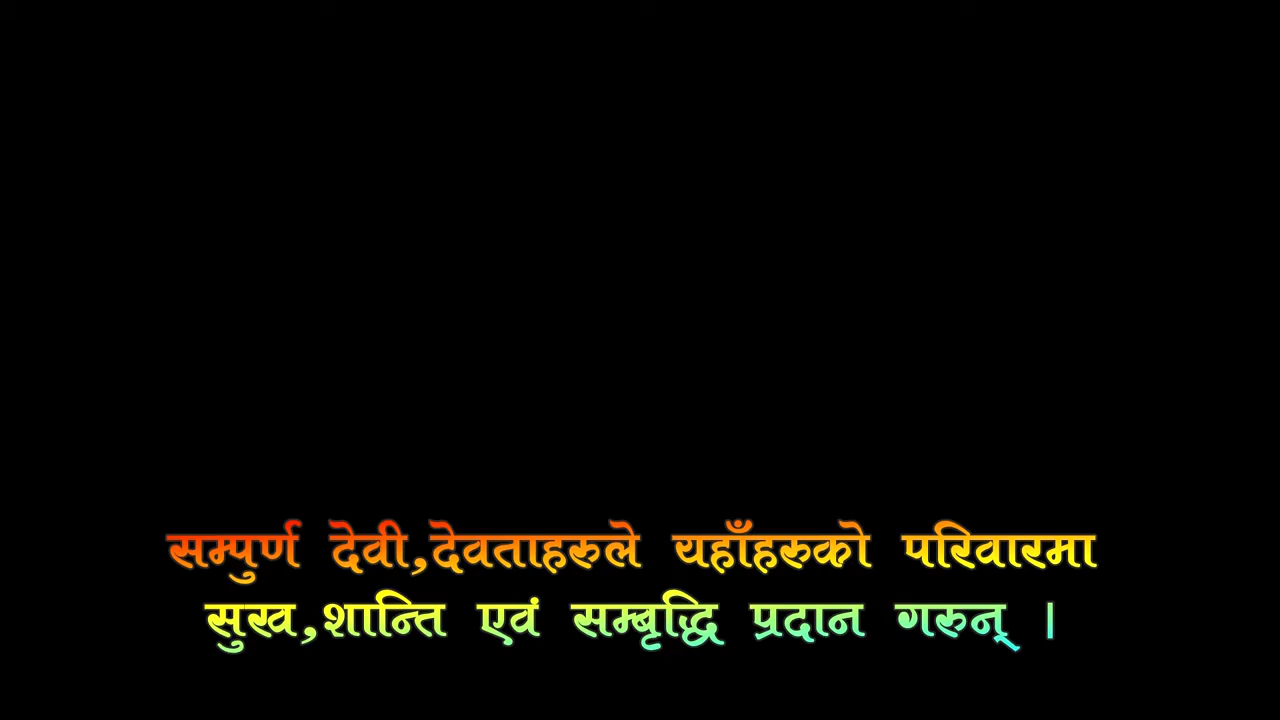 सम्पुर्ण देवी,देवताहरुले यहाँहरुको परिवारमा
सुख,शान्ति एवं सम्बृद्धि प्रदान गरुन् ।